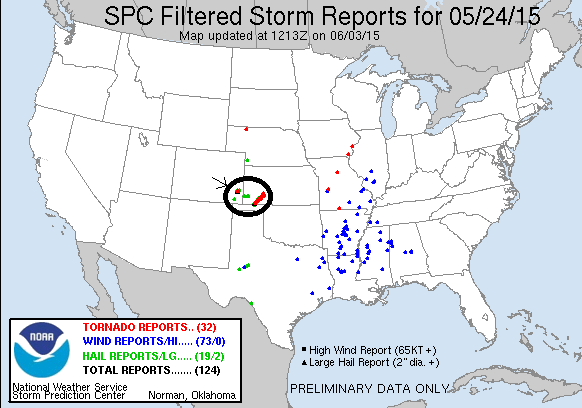 SPC Filtered Storm Reports for 05/24/15
Map updated at 1213Z on 06/03/15
NOAA
TORNADO REPORTS.. (32)
WIND REPORTS/HI..... (73/0)
HAIL REPORTS/LG..... (19/2)
TOTAL REPORTS....... (124)
National Weather Service
Storm Prediction Center Norman, Oklahoma
High Wind Report (65KT +)
Large Hail Report (2" dia. +)
PRELIMINARY DATA ONLY